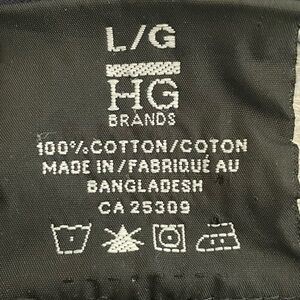 L/G
HG
BRANDS
100% COTTON/COTON
MADE IN/FABRIQUÉ AU
BANGLADESH
CA 25309